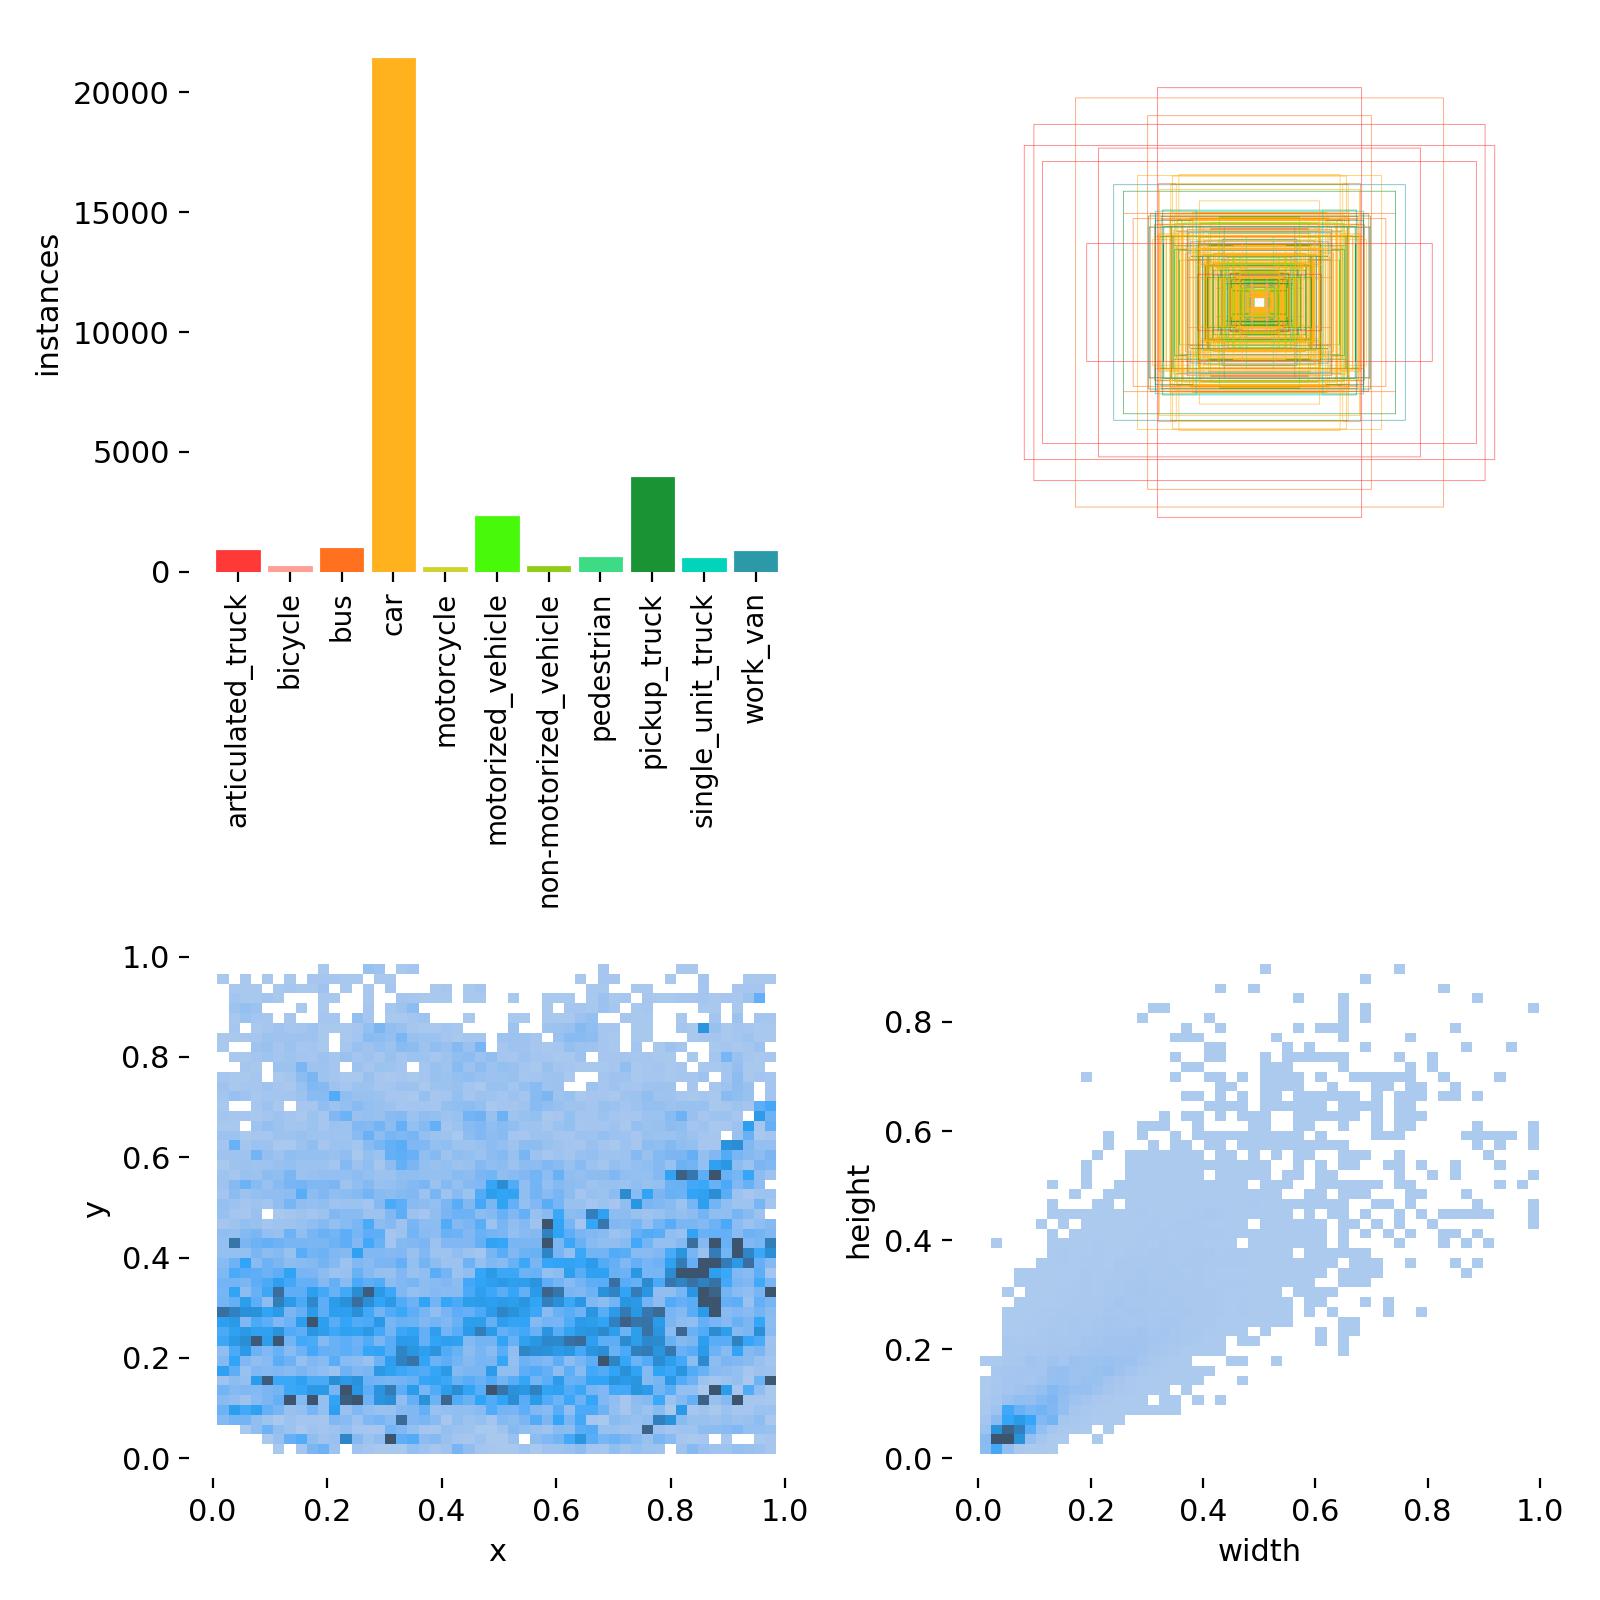 instances
20000
15000
10000
5000
0
articulated_truck
bicycle
bus
car
motorcycle
motorized_vehicle
non-motorized_vehicle
pedestrian
pickup_truck
single_unit_truck
work_van
y
1.0
0.8
0.6
0.4
0.2
0.0
0.0 0.2 0.4 0.6 0.8 1.0
x
height
0.8
0.6
0.4
0.2
0.0
0.0 0.2 0.4 0.6 0.8 1.0
width